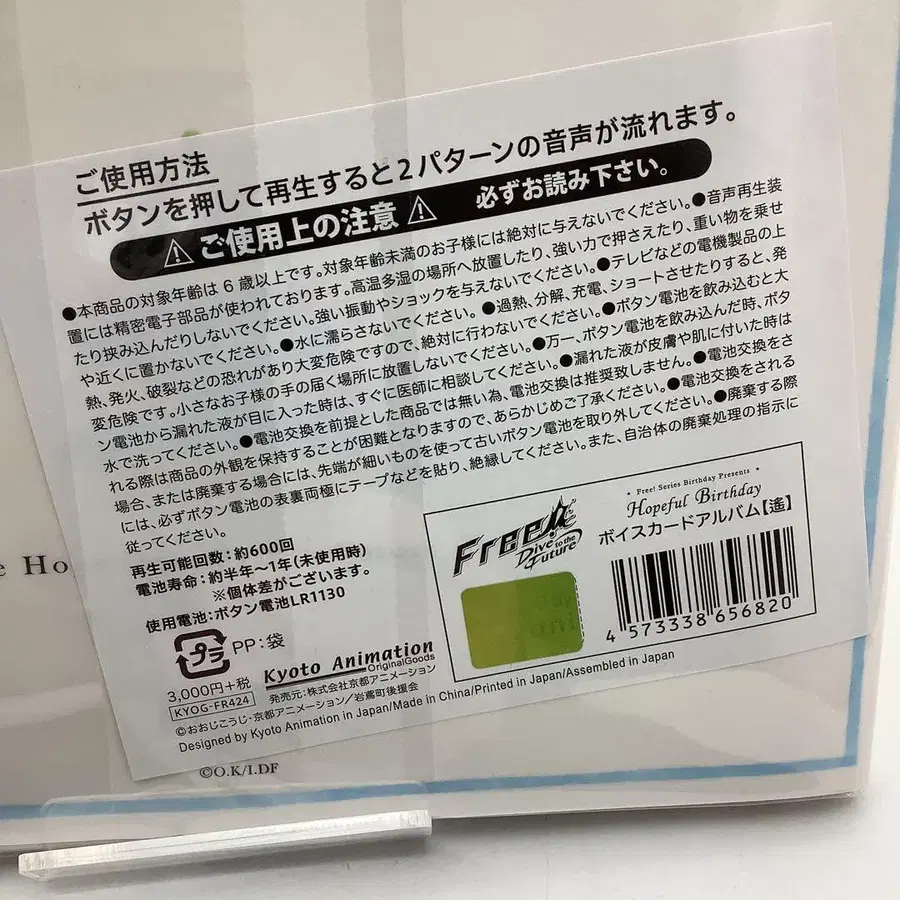 ご使用方法
ボタンを押して再生すると2パターンの音声が流れます。
⚠ご使用上の注意⚠ 必ずお読み下さい。
●本商品の対象年齢は6歳以上です。対象年齢未満のお子様には絶対に与えないでください。●音声再生装
置には精密電子部品が使われております。高温多湿の場所へ放置したり、強い力で押さえたり、重い物を乗せ
たり挟み込んだりしないでください。強い振動やショックを与えないでください。●テレビなどの電機製品の上
や近くに置かないでください。●水に濡らさないでください。●過熱、分解、充電、ショートさせたりすると、発
熱、発火、破裂などの恐れがあり大変危険ですので、絶対に行わないでください。●ボタン電池を飲み込むと大
変危険です。小さなお子様の手の届く場所に放置しないでください。●万一、ボタン電池を飲み込んだ時、ボタ
ン電池から漏れた液が目に入った時は、すぐに医師に相談してください。●漏れた液が皮膚や肌に付いた時は
水で洗ってください。●電池交換を前提とした商品では無い為、電池交換は推奨致しません。●電池交換をさ
れる際は商品の外観を保持することが困難となりますので、あらかじめご了承ください。●電池交換をされる
場合、または廃棄する場合には、先端が細いものを使って古いボタン電池を取り外してください。●廃棄する際
には、必ずボタン電池の表裏両極にテープなどを貼り、絶縁してください。また、自治体の廃棄処理の指示に
従ってください。
再生可能回数：約600回
電池寿命：約半年〜1年(未使用時)
※個体差がございます。
使用電池：ボタン電池LR1130
プラ PP：袋
3,000円+税
KYOG-FR424
Kyoto Animation
OriginalGoods
発売元：株式会社京都アニメーション
©おおじこうじ・京都アニメーション/岩鳶町後援会
Designed by Kyoto Animation in Japan/Made in China/Printed in Japan/Assembled in Japan
Free!
Dive to the Future
Free! Series Birthday Presents
Hopeful Birthday
ボイスカードアルバム【遙】
4 573338 656820
e Ho
©O.K/I.DF